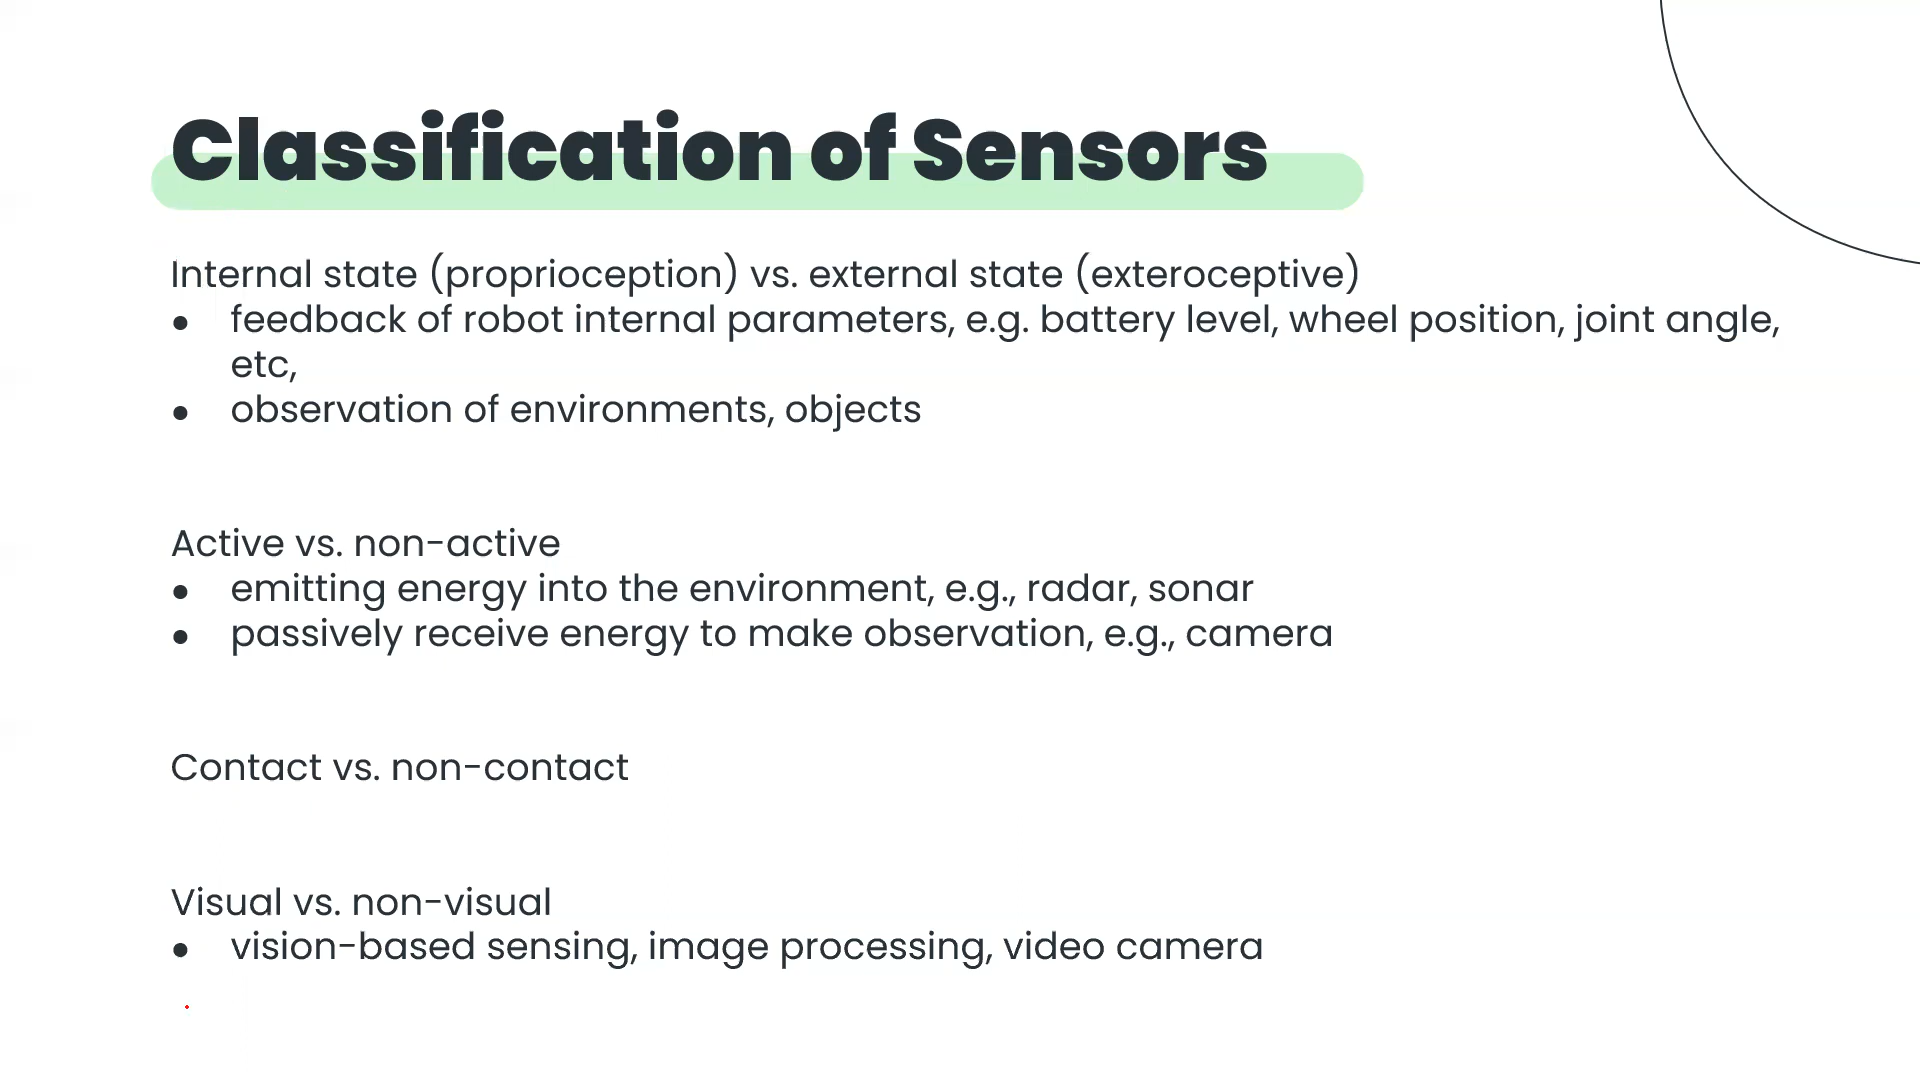 Classification of Sensors
Internal state (proprioception) vs. external state (exteroceptive)
● feedback of robot internal parameters, e.g. battery level, wheel position, joint angle,
etc,
● observation of environments, objects
Active vs. non-active
● emitting energy into the environment, e.g., radar, sonar
● passively receive energy to make observation, e.g., camera
Contact vs. non-contact
Visual vs. non-visual
● vision-based sensing, image processing, video camera